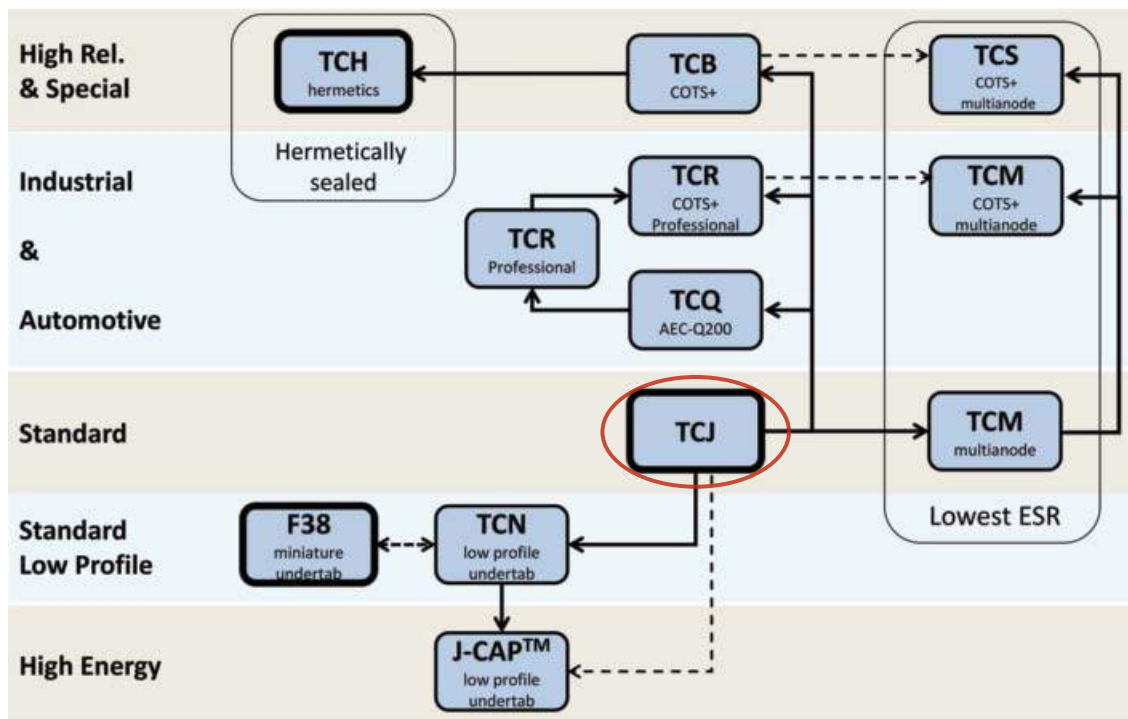 High Rel.
& Special
TCH
hermetics
Hermetically
sealed
TCB
COTS+
TCS
COTS+
multianode
Industrial
&
Automotive
TCR
COTS+
Professional
TCM
COTS+
multianode
TCR
Professional
TCQ
AEC-Q200
Standard
TCJ
TCM
multianode
Lowest ESR
Standard
Low Profile
F38
miniature
undertab
TCN
low profile
undertab
High Energy
J-CAP™
low profile
undertab